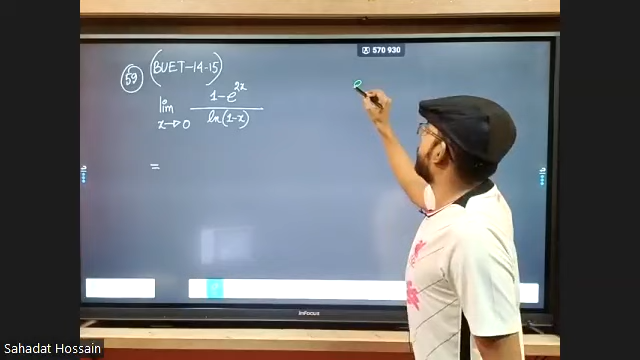 570 930
(BUET-14-15)
59
lim x→0 (1-e^{2x})/(ln(1-x))
=
InFocus
Sahadat Hossain